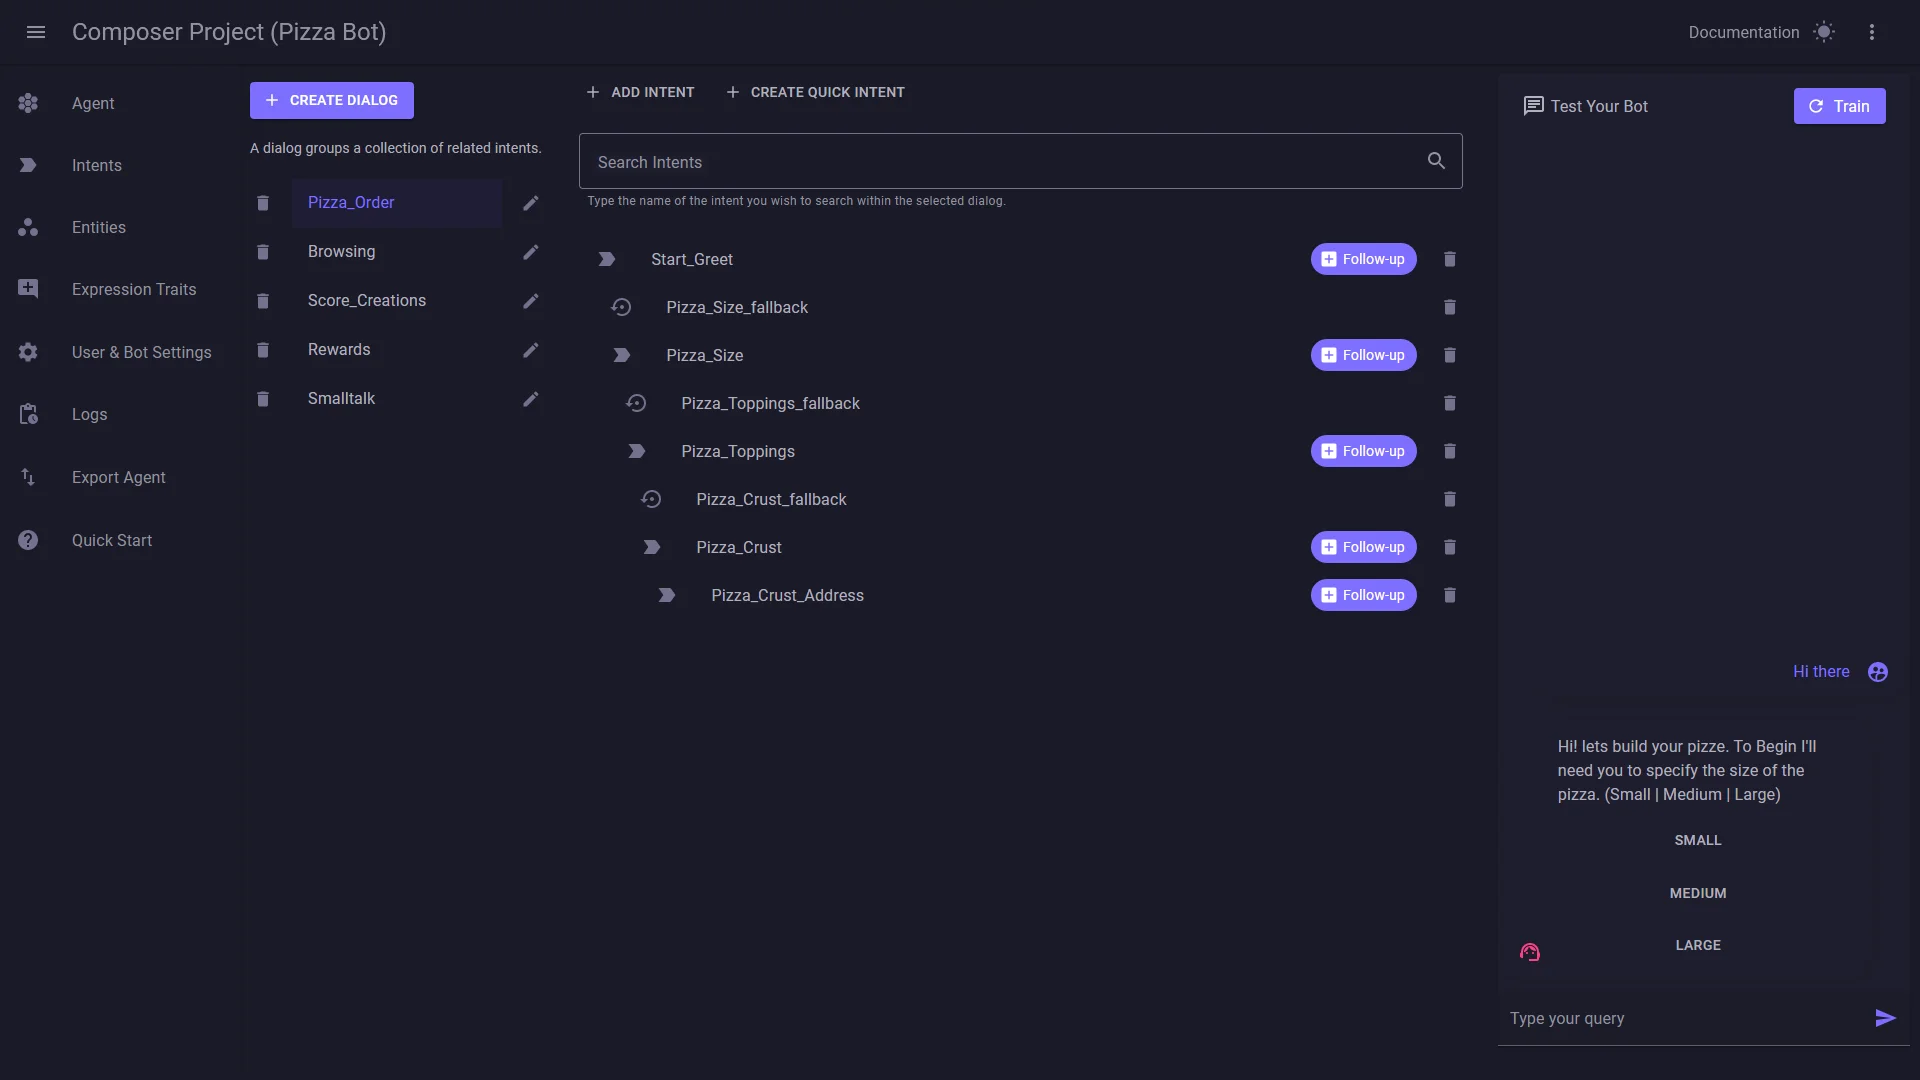 Composer Project (Pizza Bot)
Documentation
Agent
Intents
Entities
Expression Traits
User & Bot Settings
Logs
Export Agent
Quick Start
CREATE DIALOG
A dialog groups a collection of related intents.
Pizza_Order
Browsing
Score_Creations
Rewards
Smalltalk
ADD INTENT
CREATE QUICK INTENT
Search Intents
Type the name of the intent you wish to search within the selected dialog.
Start_Greet
Follow-up
Pizza_Size_fallback
Pizza_Size
Follow-up
Pizza_Toppings_fallback
Pizza_Toppings
Follow-up
Pizza_Crust_fallback
Pizza_Crust
Follow-up
Pizza_Crust_Address
Follow-up
Test Your Bot
Train
Hi there
Hi! lets build your pizze. To Begin I'll
need you to specify the size of the
pizza. (Small | Medium | Large)
SMALL
MEDIUM
LARGE
Type your query